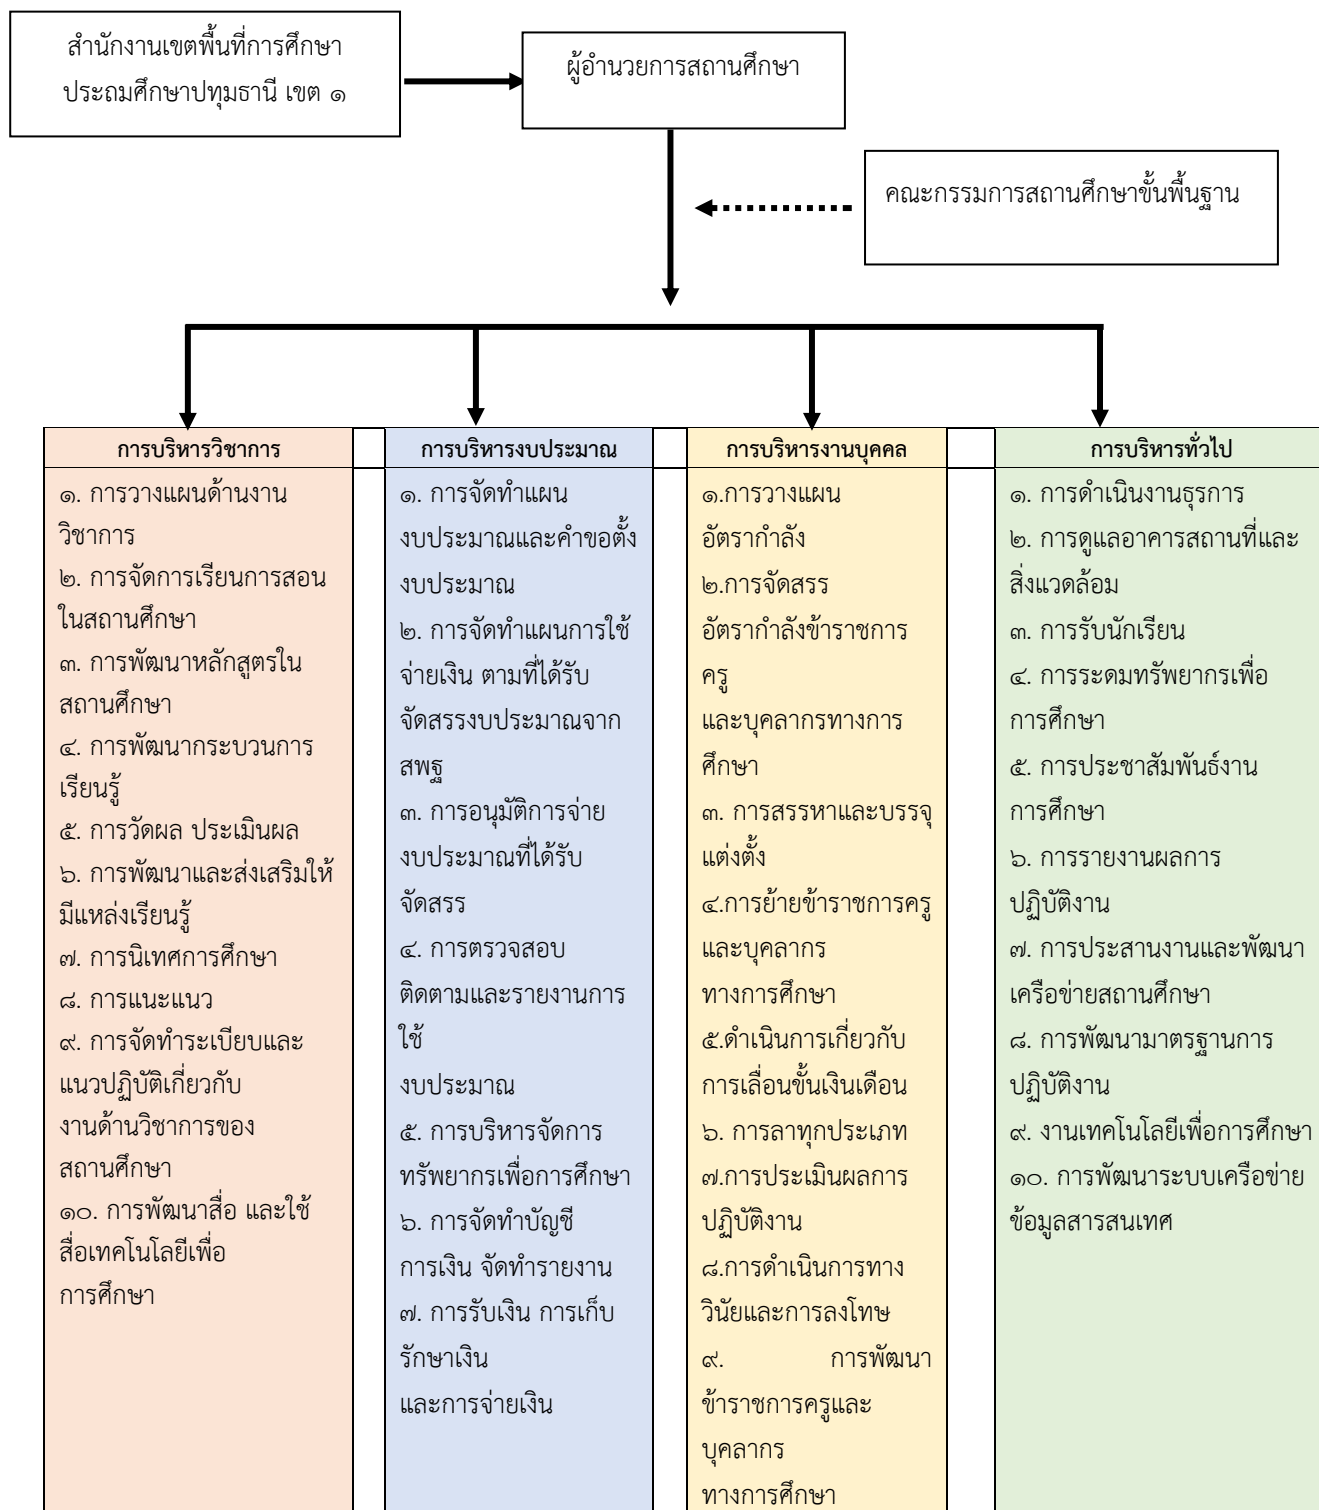 สำนักงานเขตพื้นที่การศึกษา
ประถมศึกษาปทุมธานี เขต ๑
ผู้อำนวยการสถานศึกษา
คณะกรรมการสถานศึกษาขั้นพื้นฐาน
การบริหารวิชาการ
๑. การวางแผนด้านงาน
วิชาการ
๒. การจัดการเรียนการสอน
ในสถานศึกษา
๓. การพัฒนาหลักสูตรใน
สถานศึกษา
๔. การพัฒนากระบวนการ
เรียนรู้
๕. การวัดผล ประเมินผล
๖. การพัฒนาและส่งเสริมให้
มีแหล่งเรียนรู้
๗. การนิเทศการศึกษา
๘. การแนะแนว
๙. การจัดทำระเบียบและ
แนวปฏิบัติเกี่ยวกับ
งานด้านวิชาการของ
สถานศึกษา
๑๐. การพัฒนาสื่อ และใช้
สื่อเทคโนโลยีเพื่อ
การศึกษา
การบริหารงบประมาณ
๑. การจัดทำแผน
งบประมาณและคำขอตั้ง
งบประมาณ
๒. การจัดทำแผนการใช้
จ่ายเงิน ตามที่ได้รับ
จัดสรรงบประมาณจาก
สพฐ
๓. การอนุมัติการจ่าย
งบประมาณที่ได้รับ
จัดสรร
๔. การตรวจสอบ
ติดตามและรายงานการ
ใช้
งบประมาณ
๕. การบริหารจัดการ
ทรัพยากรเพื่อการศึกษา
๖. การจัดทำบัญชี
การเงิน จัดทำรายงาน
๗. การรับเงิน การเก็บ
รักษาเงิน
และการจ่ายเงิน
การบริหารงานบุคคล
๑.การวางแผน
อัตรากำลัง
๒.การจัดสรร
อัตรากำลังข้าราชการ
ครู
และบุคลากรทางการ
ศึกษา
๓. การสรรหาและบรรจุ
แต่งตั้ง
๔.การย้ายข้าราชการครู
และบุคลากร
ทางการศึกษา
๕.ดำเนินการเกี่ยวกับ
การเลื่อนขั้นเงินเดือน
๖. การลาทุกประเภท
๗.การประเมินผลการ
ปฏิบัติงาน
๘.การดำเนินการทาง
วินัยและการลงโทษ
๙. การพัฒนา
ข้าราชการครูและ
บุคลากร
ทางการศึกษา
การบริหารทั่วไป
๑. การดำเนินงานธุรการ
๒. การดูแลอาคารสถานที่และ
สิ่งแวดล้อม
๓. การรับนักเรียน
๔. การระดมทรัพยากรเพื่อ
การศึกษา
๕. การประชาสัมพันธ์งาน
การศึกษา
๖. การรายงานผลการ
ปฏิบัติงาน
๗. การประสานงานและพัฒนา
เครือข่ายสถานศึกษา
๘. การพัฒนามาตรฐานการ
ปฏิบัติงาน
๙. งานเทคโนโลยีเพื่อการศึกษา
๑๐. การพัฒนาระบบเครือข่าย
ข้อมูลสารสนเทศ